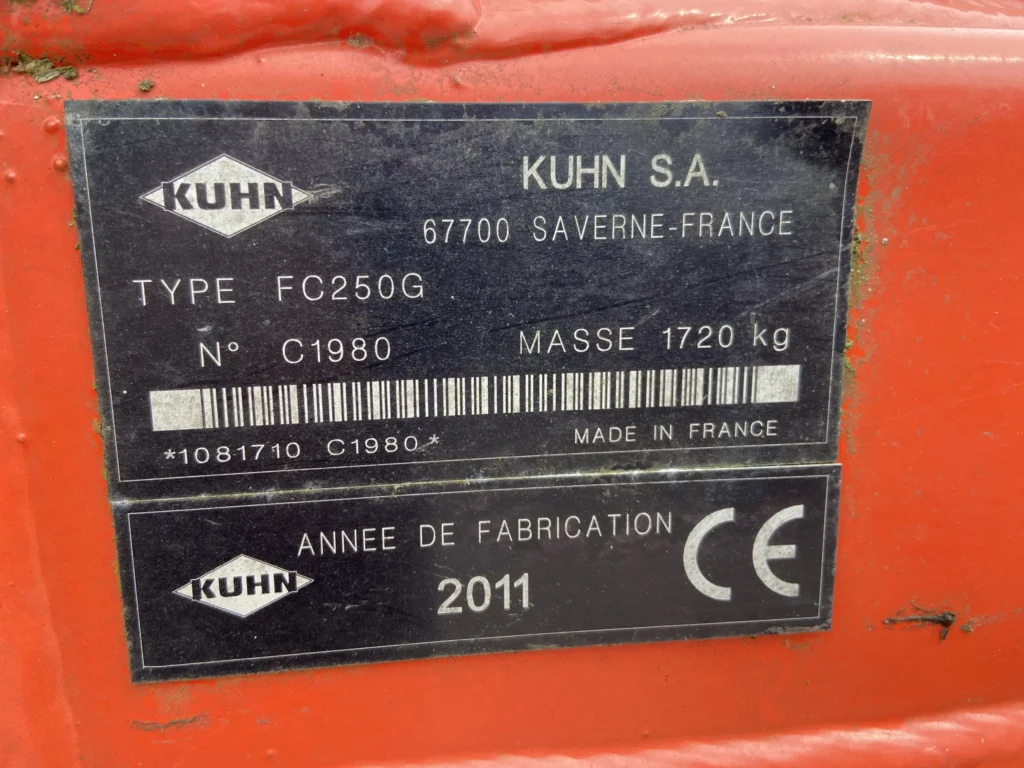 KUHN
KUHN S.A.
67700 SAVERNE-FRANCE
TYPE FC250G
N° C1980 MASSE 1720 kg
*1081710 C1980*
MADE IN FRANCE
ANNEE DE FABRICATION
KUHN
2011
CE